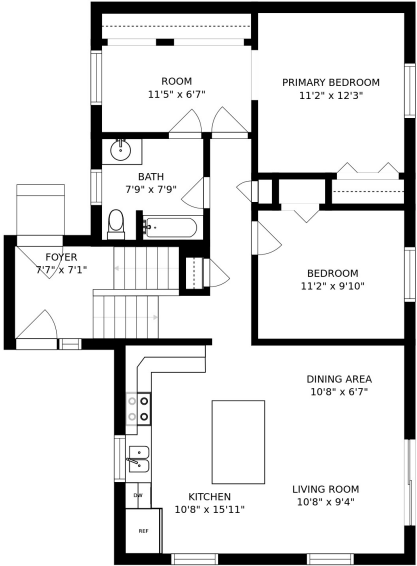 ROOM
11'5" x 6'7"
PRIMARY BEDROOM
11'2" x 12'3"
BATH
7'9" x 7'9"
FOYER
7'7" x 7'1"
BEDROOM
11'2" x 9'10"
DINING AREA
10'8" x 6'7"
LIVING ROOM
10'8" x 9'4"
KITCHEN
10'8" x 15'11"
DW
REF